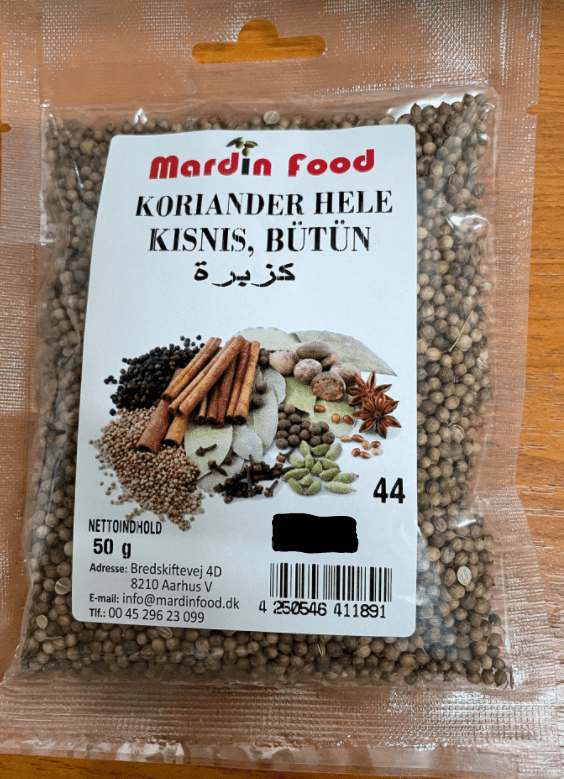 Mardin Food
KORIANDER HELE
KISNIS, BÜTÜN
كزبرة
44
NETTOINDHOLD
50 g
Adresse: Bredskiftevej 4D
8210 Aarhus V
E-mail: info@mardinfood.dk
Tlf.: 00 45 296 23 099
4 250546 411891